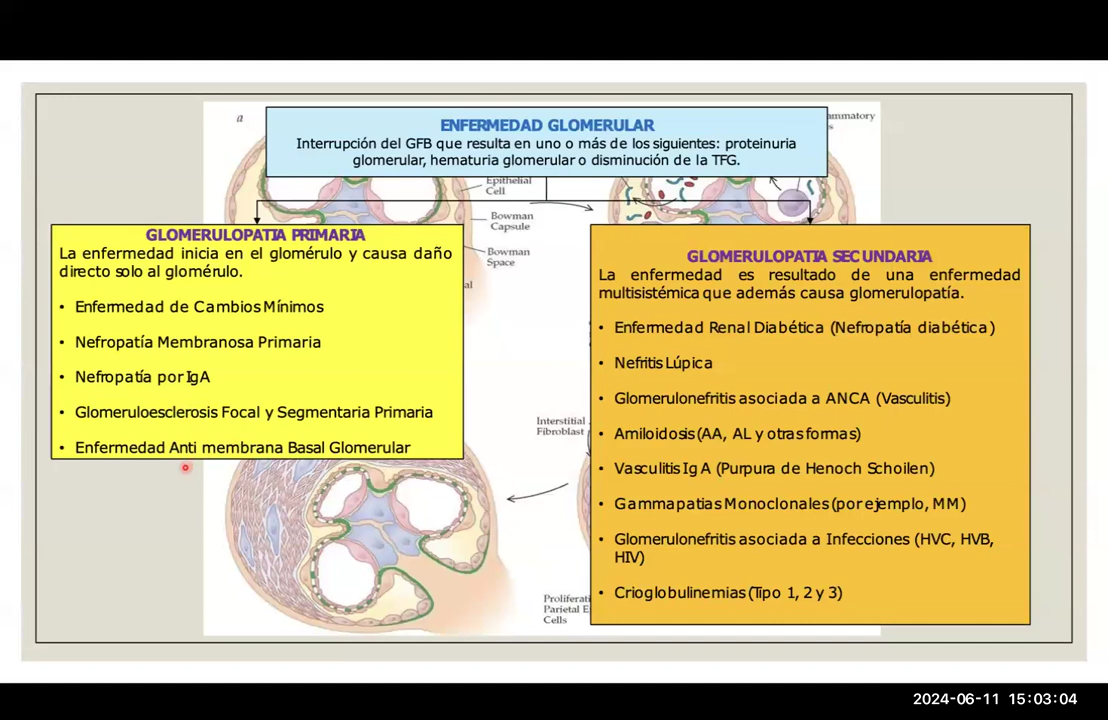 a
ammatory
s
ENFERMEDAD GLOMERULAR
Interrupción del GFB que resulta en uno o más de los siguientes: proteinuria
glomerular, hematuria glomerular o disminución de la TFG.
Epithelial
Cell
Bowman
Capsule
Bowman
Space
al
GLOMERULOPATIA PRIMARIA
La enfermedad inicia en el glomérulo y causa daño
directo solo al glomérulo.
• Enfermedad de Cambios Mínimos
• Nefropatía Membranosa Primaria
• Nefropatía por IgA
• Glomeruloesclerosis Focal y Segmentaria Primaria
• Enfermedad Anti membrana Basal Glomerular
GLOMERULOPATIA SECUNDARIA
La enfermedad es resultado de una enfermedad
multisistémica que además causa glomerulopatía.
• Enfermedad Renal Diabética (Nefropatía diabética)
• Nefritis Lúpica
• Glomerulonefritis asociada a ANCA (Vasculitis)
• Amiloidosis (AA, AL y otras formas)
• Vasculitis Ig A (Purpura de Henoch Schoilen)
• Gammapatias Monoclonales (por ejemplo, MM)
• Glomerulonefritis asociada a Infecciones (HVC, HVB,
HIV)
• Crioglobulinemias (Tipo 1, 2 y 3)
Interstitial
Fibroblast
Proliferati
Parietal E
Cells
2024-06-11 15:03:04